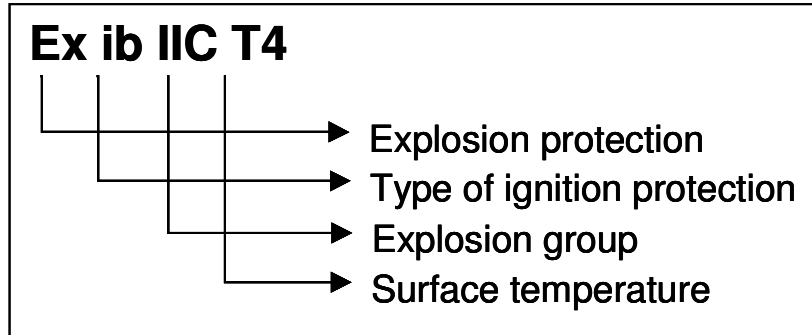 Ex ib IIC T4
Explosion protection
Type of ignition protection
Explosion group
Surface temperature